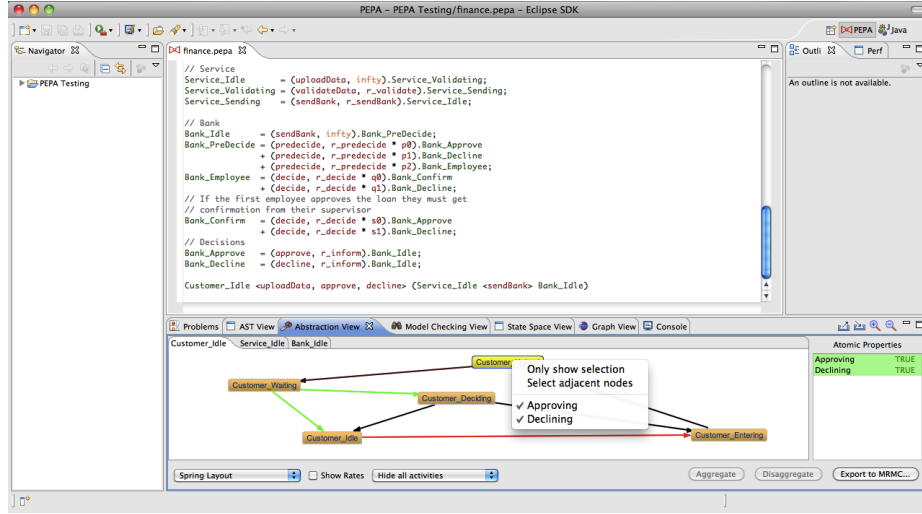 PEPA - PEPA Testing/finance.pepa - Eclipse SDK
PEPA Java
Navigator
finance.pepa
Outli Perf
PEPA Testing
An outline is not available.
// Service
Service_Idle = (uploadData, infty).Service_Validating;
Service_Validating = (validateData, r_validate).Service_Sending;
Service_Sending = (sendBank, r_sendBank).Service_Idle;
// Bank
Bank_Idle = (sendBank, infty).Bank_PreDecide;
Bank_PreDecide = (predecide, r_predecide * p0).Bank_Approve
+ (predecide, r_predecide * p1).Bank_Decline
+ (predecide, r_predecide * p2).Bank_Employee;
Bank_Employee = (decide, r_decide * q0).Bank_Confirm
+ (decide, r_decide * q1).Bank_Decline;
// If the first employee approves the loan they must get
// confirmation from their supervisor
Bank_Confirm = (decide, r_decide * s0).Bank_Approve
+ (decide, r_decide * s1).Bank_Decline;
// Decisions
Bank_Approve = (approve, r_inform).Bank_Idle;
Bank_Decline = (decline, r_inform).Bank_Idle;
Customer_Idle <uploadData, approve, decline> (Service_Idle <sendBank> Bank_Idle)
Problems AST View Abstraction View Model Checking View State Space View Graph View Console
Customer_Idle Service_Idle Bank_Idle
Atomic Properties
Approving TRUE
Declining TRUE
Customer_
Only show selection
Select adjacent nodes
Approving
Declining
Customer_Waiting
Customer_Deciding
Customer_Idle
Customer_Entering
Spring Layout
Show Rates
Hide all activities
Aggregate
Disaggregate
Export to MRMC...